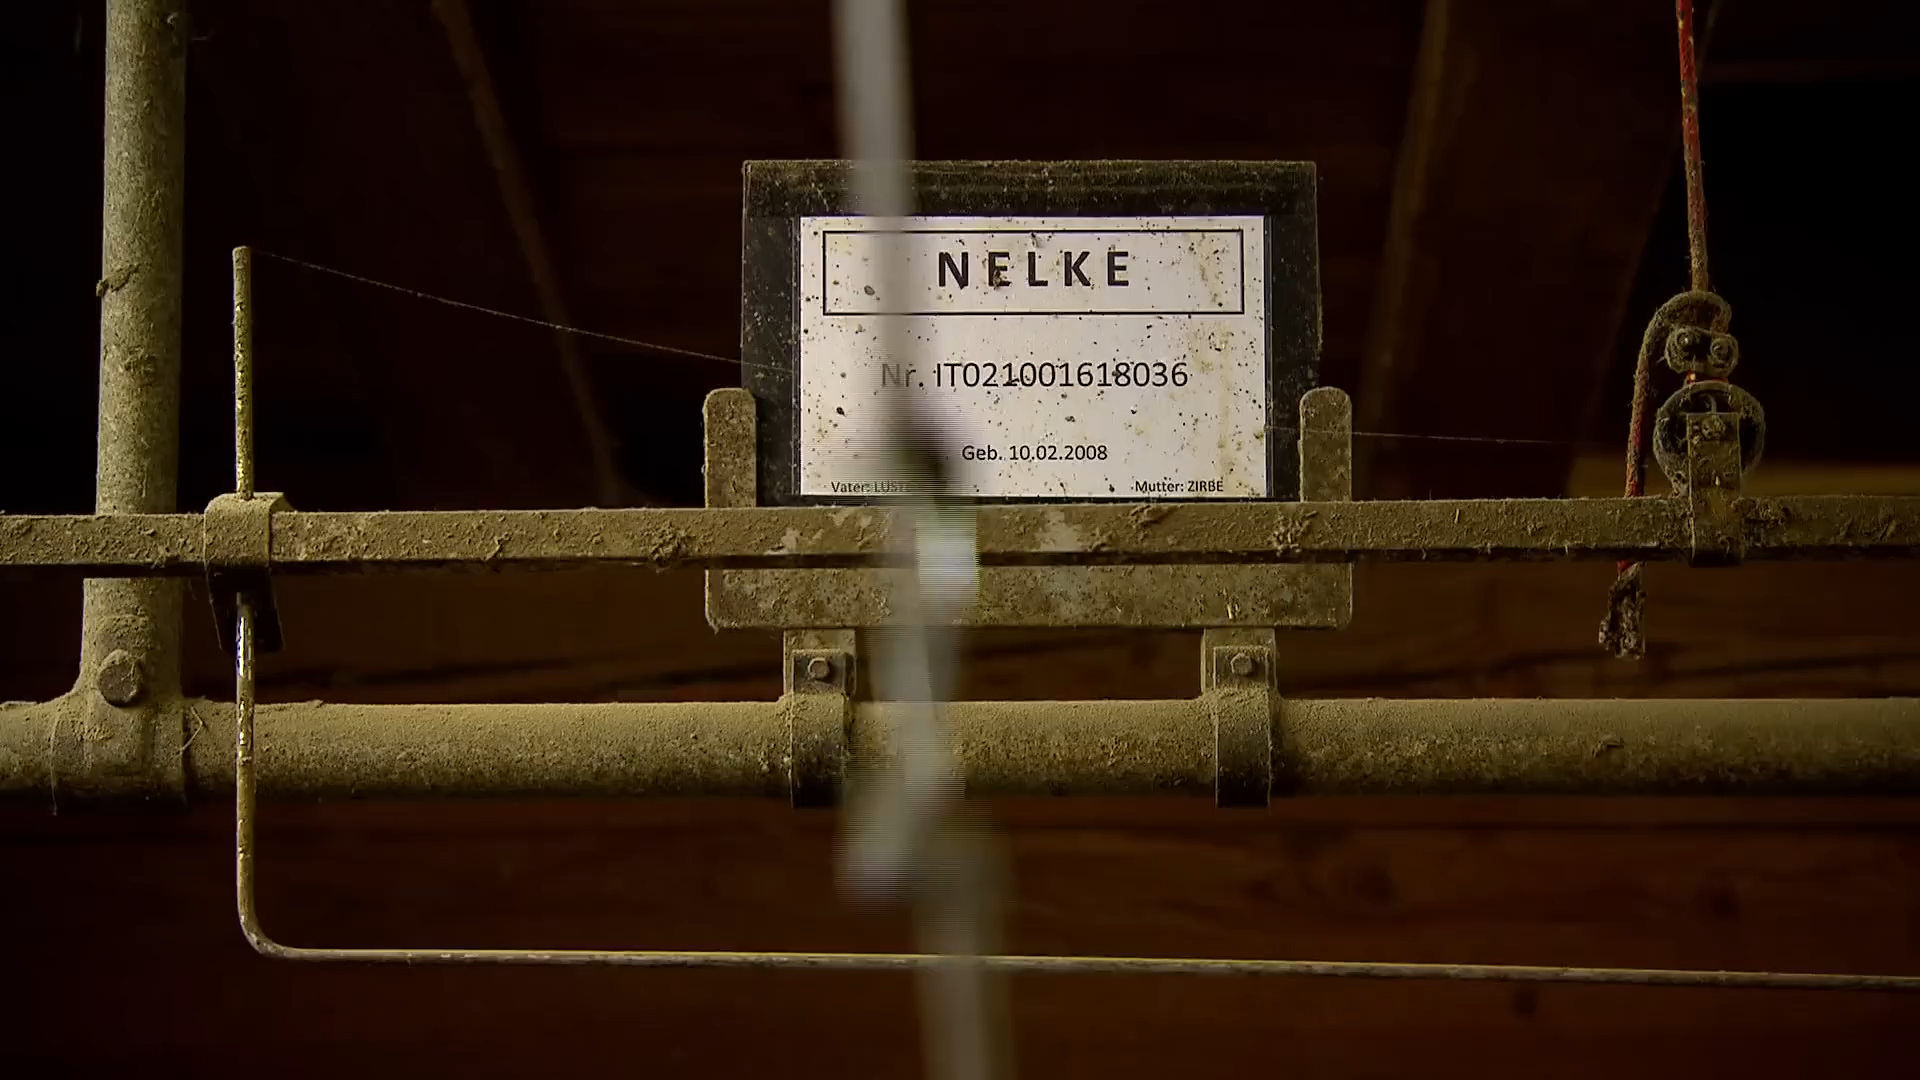 NELKE
Nr. IT021001618036
Geb. 10.02.2008
Vater:
Mutter: ZIRBE